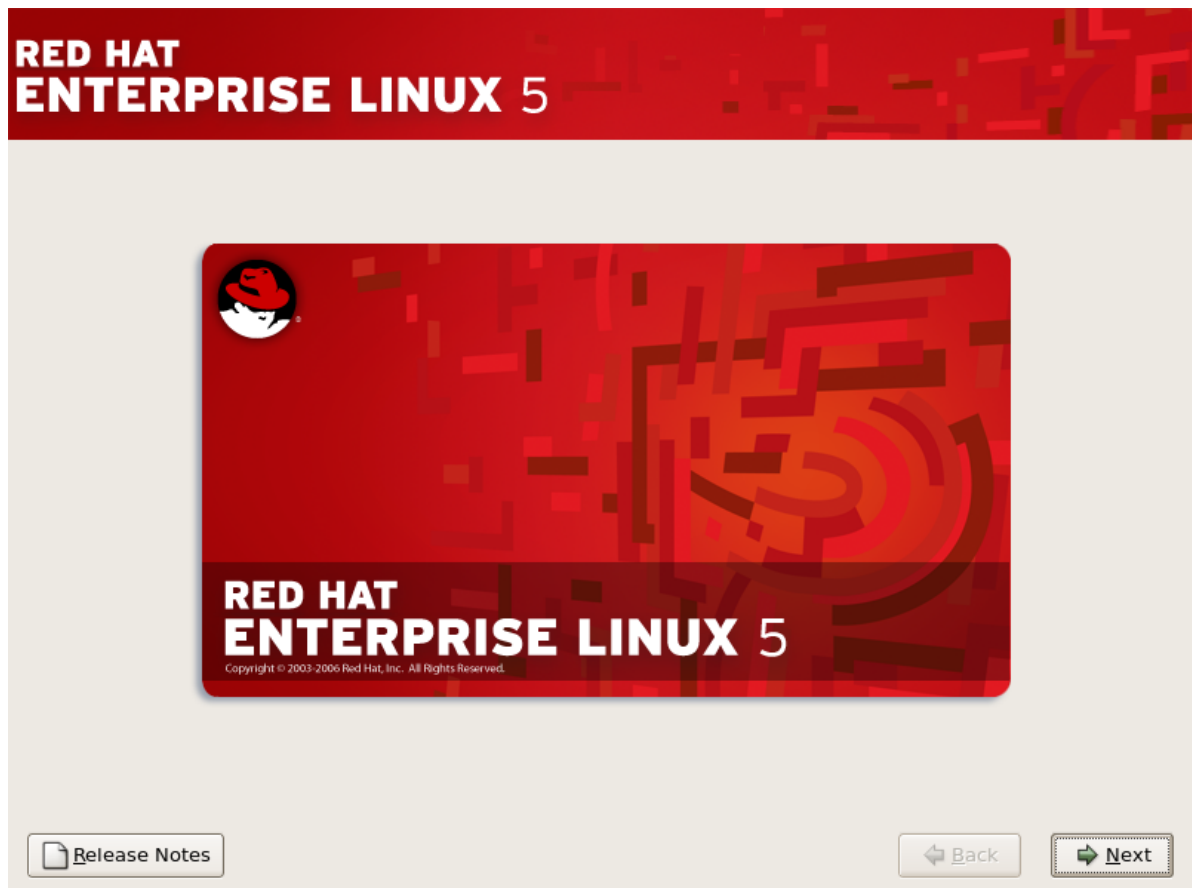 RED HAT
ENTERPRISE LINUX 5
®
RED HAT
ENTERPRISE LINUX 5
Copyright © 2003-2006 Red Hat, Inc. All Rights Reserved.
Release Notes
Back
Next